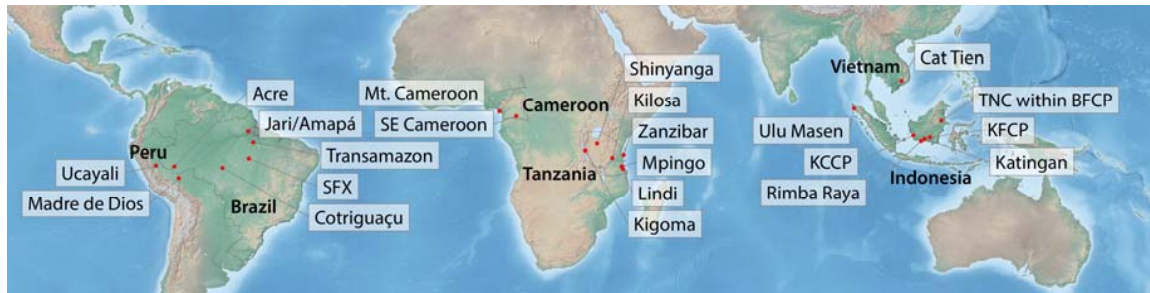 Peru
Ucayali
Madre de Dios
Brazil
Acre
Jari/Amapá
Transamazon
SFX
Cotriguaçu
Mt. Cameroon
SE Cameroon
Cameroon
Tanzania
Shinyanga
Kilosa
Zanzibar
Mpingo
Lindi
Kigoma
Vietnam
Cat Tien
Ulu Masen
KCCP
Rimba Raya
Indonesia
TNC within BFCP
KFCP
Katingan